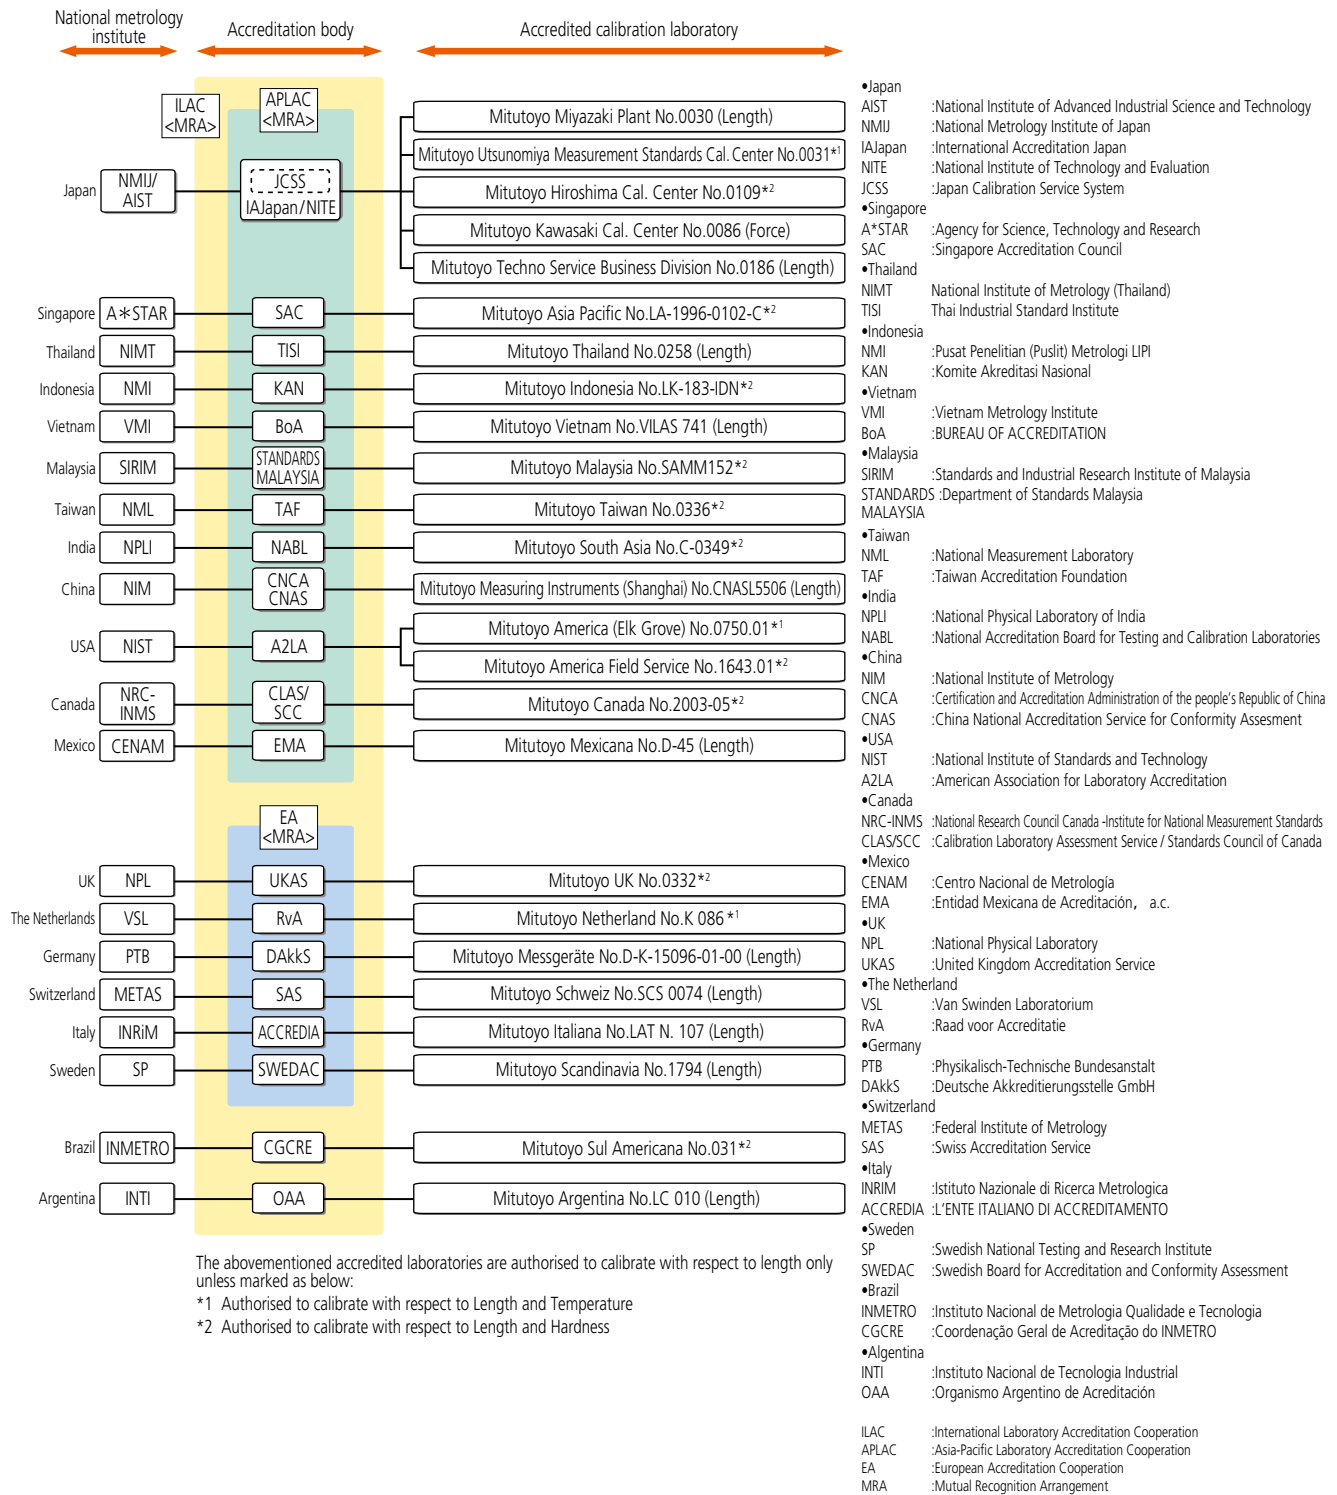 National metrology
institute
Accreditation body
Accredited calibration laboratory
ILAC
<MRA>
APLAC
<MRA>
Japan
NMIJ/
AIST
JCSS
IAJapan/NITE
Mitutoyo Miyazaki Plant No.0030 (Length)
Mitutoyo Utsunomiya Measurement Standards Cal. Center No.0031*1
Mitutoyo Hiroshima Cal. Center No.0109*2
Mitutoyo Kawasaki Cal. Center No.0086 (Force)
Mitutoyo Techno Service Business Division No.0186 (Length)
Singapore A*STAR SAC Mitutoyo Asia Pacific No.LA-1996-0102-C*2
Thailand NIMT TISI Mitutoyo Thailand No.0258 (Length)
Indonesia NMI KAN Mitutoyo Indonesia No.LK-183-IDN*2
Vietnam VMI BoA Mitutoyo Vietnam No.VILAS 741 (Length)
Malaysia SIRIM
STANDARDS
MALAYSIA
Mitutoyo Malaysia No.SAMM152*2
Taiwan NML TAF Mitutoyo Taiwan No.0336*2
India NPLI NABL Mitutoyo South Asia No.C-0349*2
China NIM
CNCA
CNAS
Mitutoyo Measuring Instruments (Shanghai) No.CNASL5506 (Length)
USA NIST A2LA
Mitutoyo America (Elk Grove) No.0750.01*1
Mitutoyo America Field Service No.1643.01*2
Canada
NRC-
INMS
CLAS/
SCC
Mitutoyo Canada No.2003-05*2
Mexico CENAM EMA Mitutoyo Mexicana No.D-45 (Length)
EA
<MRA>
UK NPL UKAS Mitutoyo UK No.0332*2
The Netherlands VSL RvA Mitutoyo Netherland No.K 086*1
Germany PTB DAkkS Mitutoyo Messgeräte No.D-K-15096-01-00 (Length)
Switzerland METAS SAS Mitutoyo Schweiz No.SCS 0074 (Length)
Italy INRiM ACCREDIA Mitutoyo Italiana No.LAT N. 107 (Length)
Sweden SP SWEDAC Mitutoyo Scandinavia No.1794 (Length)
Brazil INMETRO CGCRE Mitutoyo Sul Americana No.031*2
Argentina INTI OAA Mitutoyo Argentina No.LC 010 (Length)
The abovementioned accredited laboratories are authorised to calibrate with respect to length only
unless marked as below:
*1 Authorised to calibrate with respect to Length and Temperature
*2 Authorised to calibrate with respect to Length and Hardness
•Japan
AIST :National Institute of Advanced Industrial Science and Technology
NMIJ :National Metrology Institute of Japan
IAJapan :International Accreditation Japan
NITE :National Institute of Technology and Evaluation
JCSS :Japan Calibration Service System
•Singapore
A*STAR :Agency for Science, Technology and Research
SAC :Singapore Accreditation Council
•Thailand
NIMT National Institute of Metrology (Thailand)
TISI Thai Industrial Standard Institute
•Indonesia
NMI :Pusat Penelitian (Puslit) Metrologi LIPI
KAN :Komite Akreditasi Nasional
•Vietnam
VMI :Vietnam Metrology Institute
BoA :BUREAU OF ACCREDITATION
•Malaysia
SIRIM :Standards and Industrial Research Institute of Malaysia
STANDARDS :Department of Standards Malaysia
MALAYSIA
•Taiwan
NML :National Measurement Laboratory
TAF :Taiwan Accreditation Foundation
•India
NPLI :National Physical Laboratory of India
NABL :National Accreditation Board for Testing and Calibration Laboratories
•China
NIM :National Institute of Metrology
CNCA :Certification and Accreditation Administration of the people's Republic of China
CNAS :China National Accreditation Service for Conformity Assesment
•USA
NIST :National Institute of Standards and Technology
A2LA :American Association for Laboratory Accreditation
•Canada
NRC-INMS :National Research Council Canada -Institute for National Measurement Standards
CLAS/SCC :Calibration Laboratory Assessment Service / Standards Council of Canada
•Mexico
CENAM :Centro Nacional de Metrología
EMA :Entidad Mexicana de Acreditación, a.c.
•UK
NPL :National Physical Laboratory
UKAS :United Kingdom Accreditation Service
•The Netherland
VSL :Van Swinden Laboratorium
RvA :Raad voor Accreditatie
•Germany
PTB :Physikalisch-Technische Bundesanstalt
DAkkS :Deutsche Akkreditierungsstelle GmbH
•Switzerland
METAS :Federal Institute of Metrology
SAS :Swiss Accreditation Service
•Italy
INRIM :Istituto Nazionale di Ricerca Metrologica
ACCREDIA :L'ENTE ITALIANO DI ACCREDITAMENTO
•Sweden
SP :Swedish National Testing and Research Institute
SWEDAC :Swedish Board for Accreditation and Conformity Assessment
•Brazil
INMETRO :Instituto Nacional de Metrologia Qualidade e Tecnologia
CGCRE :Coordenação Geral de Acreditação do INMETRO
•Algentina
INTI :Instituto Nacional de Tecnologia Industrial
OAA :Organismo Argentino de Acreditación
ILAC :International Laboratory Accreditation Cooperation
APLAC :Asia-Pacific Laboratory Accreditation Cooperation
EA :European Accreditation Cooperation
MRA :Mutual Recognition Arrangement